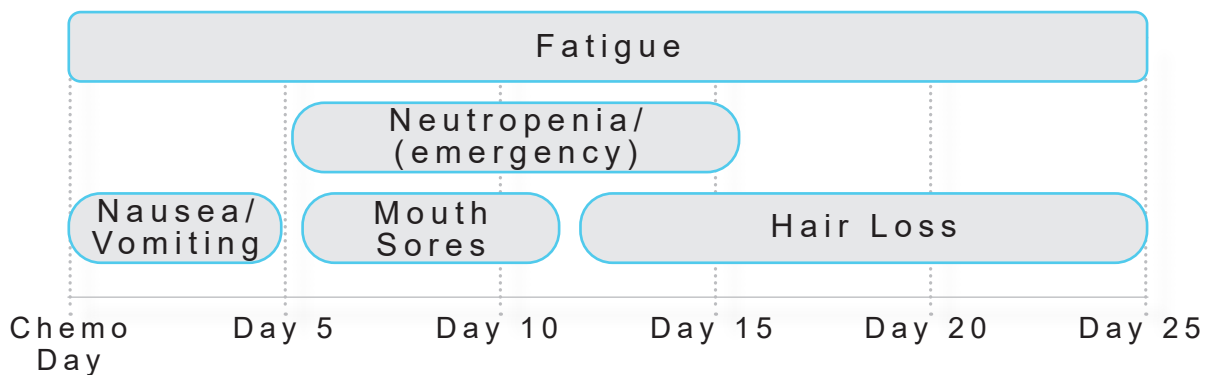 Fatigue
Neutropenia/
(emergency)
Nausea/
Vomiting
Mouth
Sores
Hair Loss
Chemo
Day
Day 5
Day 10
Day 15
Day 20
Day 25